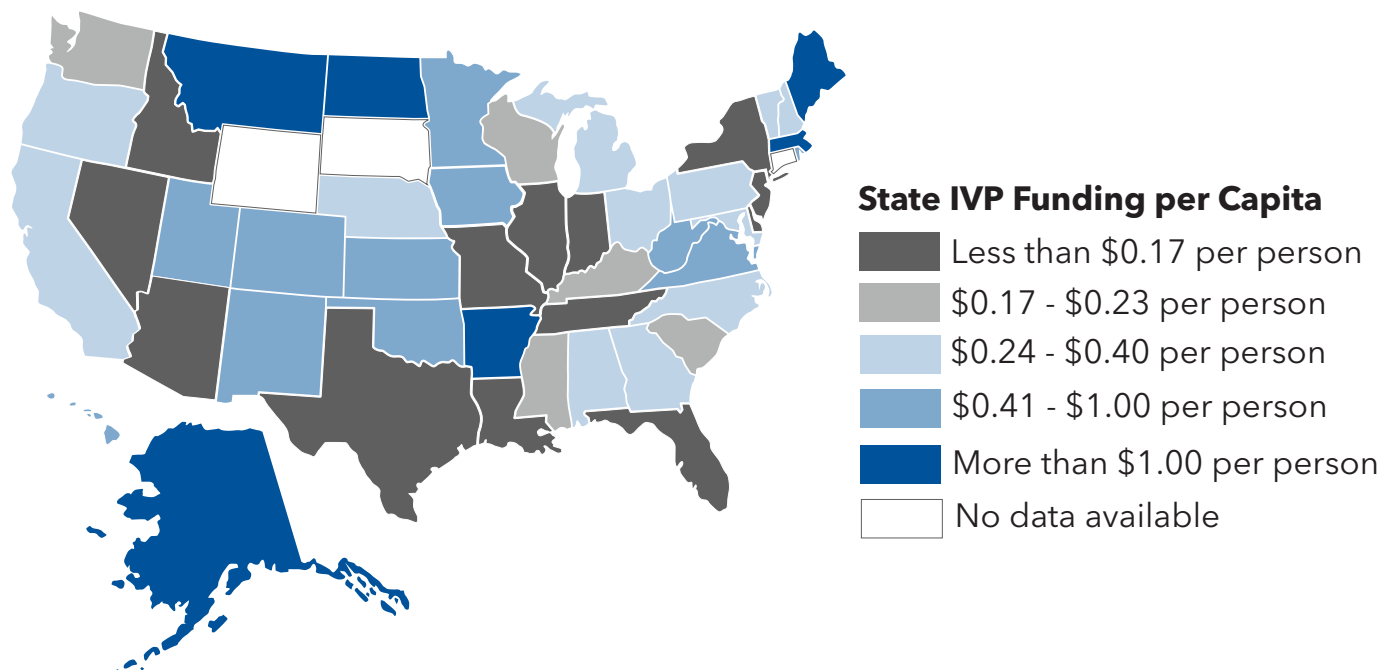 State IVP Funding per Capita
Less than $0.17 per person
$0.17 - $0.23 per person
$0.24 - $0.40 per person
$0.41 - $1.00 per person
More than $1.00 per person
No data available